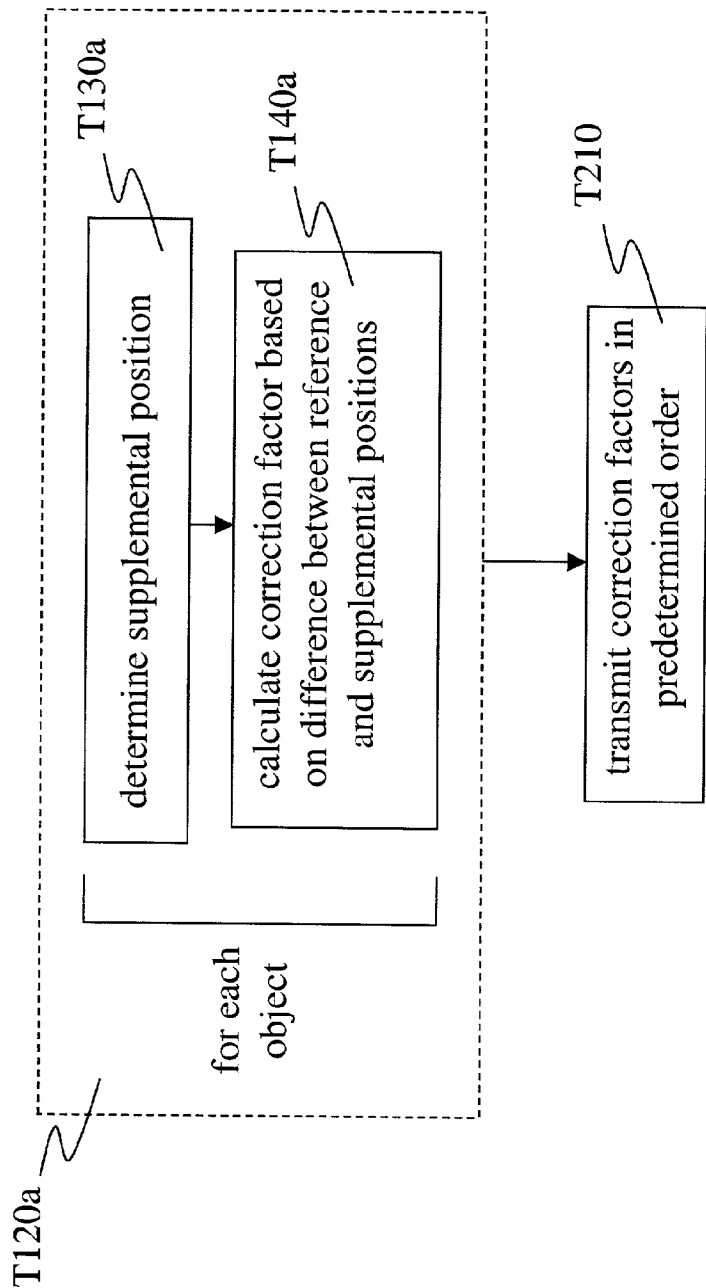 T120a
for each
object
determine supplemental position
T130a
calculate correction factor based
on difference between reference
and supplemental positions
T140a
transmit correction factors in
predetermined order
T210